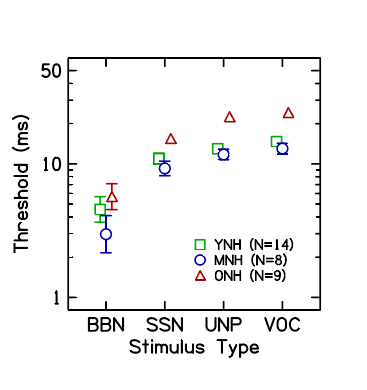 Threshold (ms)
50
10
1
YNH (N=14)
MNH (N=8)
ONH (N=9)
BBN SSN UNP VOC
Stimulus Type